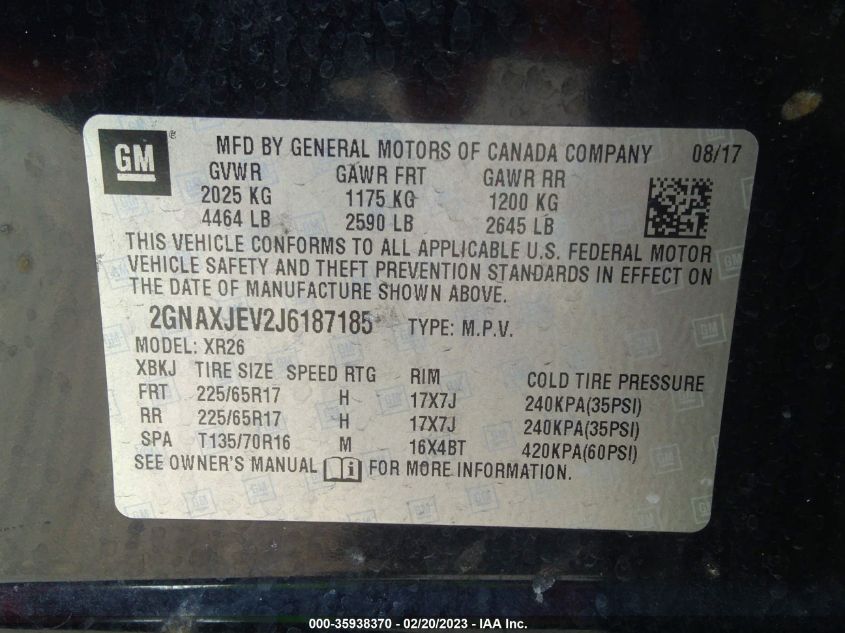 GM ® MFD BY GENERAL MOTORS OF CANADA COMPANY 08/17
GVWR GAWR FRT GAWR RR
2025 KG 1175 KG 1200 KG
4464 LB 2590 LB 2645 LB
THIS VEHICLE CONFORMS TO ALL APPLICABLE U.S. FEDERAL MOTOR
VEHICLE SAFETY AND THEFT PREVENTION STANDARDS IN EFFECT ON
THE DATE OF MANUFACTURE SHOWN ABOVE.
2GNAXJEV2J6187185 TYPE: M.P.V.
MODEL: XR26
XBKJ TIRE SIZE SPEED RTG RIM COLD TIRE PRESSURE
FRT 225/65R17 H 17X7J 240KPA(35PSI)
RR 225/65R17 H 17X7J 240KPA(35PSI)
SPA T135/70R16 M 16X4BT 420KPA(60PSI)
SEE OWNER'S MANUAL i FOR MORE INFORMATION.
000-35938370 — 02/20/2023 - IAA Inc.